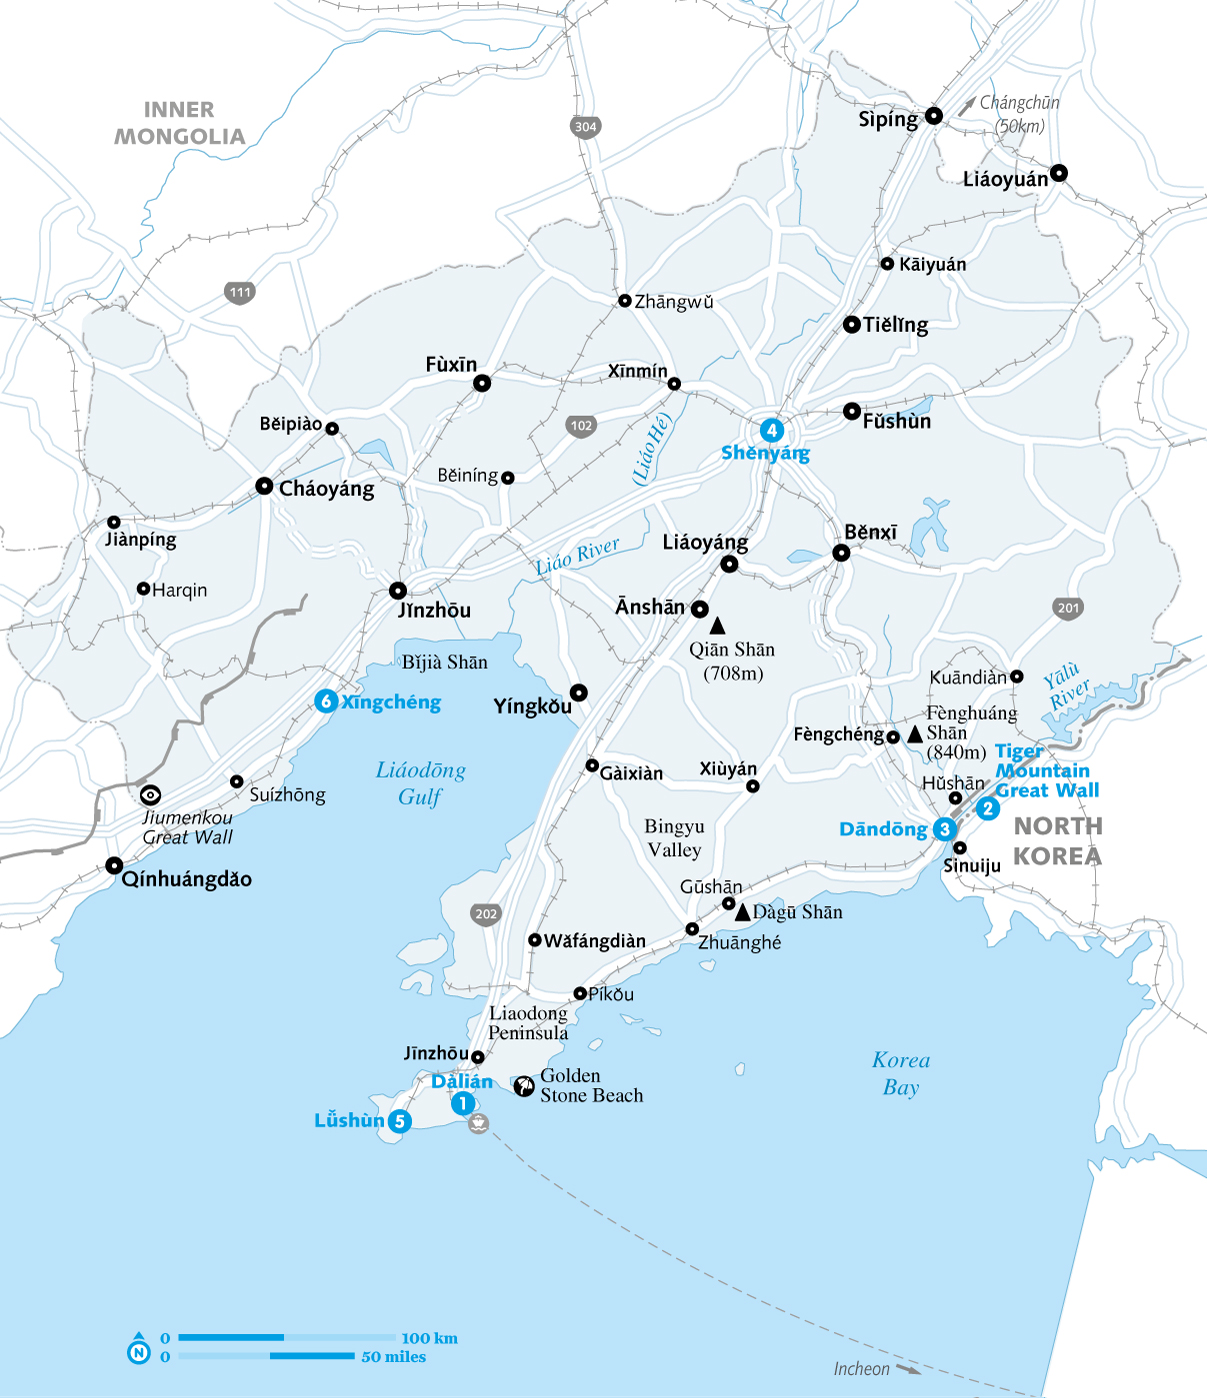 INNER
MONGOLIA
304
Sìpíng
Chángchūn
(50km)
Liáoyuán
Kāiyuán
111
Zhāngwǔ
Tiělǐng
Fùxīn
Xīnmín
Běipiào
102
Fǔshùn
4
Shěnyáng
(Liáo Hé)
Běiníng
Cháoyáng
Jiànpíng
Běnxī
Liáoyáng
Liáo River
Harqin
Jǐnzhōu
Ānshān
201
Qiān Shān
(708m)
Bǐjià Shān
Kuāndiàn
Yālù
River
6
Xīngchéng
Yíngkǒu
Fènghuáng
Shān
(840m)
Fèngchéng
Tiger
Mountain
Great Wall
Liáodōng
Gulf
Gàixiàn
Xiùyán
Suízhōng
Hǔshān
2
Jiumenkou
Great Wall
Dāndōng
3
NORTH
KOREA
Bingyu
Valley
Sinuiju
Qínhuángdǎo
Gūshān
202
Dàgū Shān
Wǎfángdiàn
Zhuānghé
Píkǒu
Liaodong
Peninsula
Jīnzhōu
Korea
Bay
Dàlián
1
Golden
Stone Beach
Lǚshùn
5
N
0
100 km
0
50 miles
Incheon